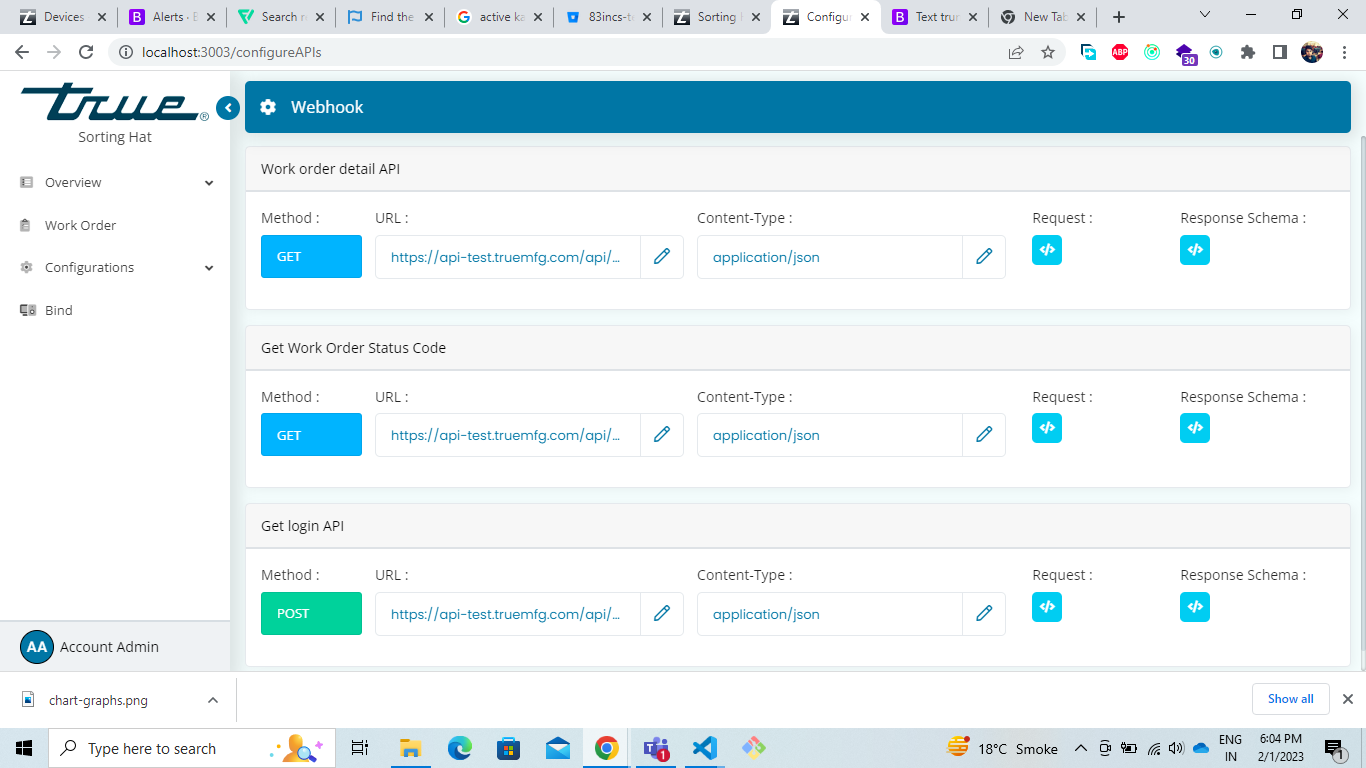 Devices
Alerts · B
Search re
Find the
active ka
83incs-tr
Sorting H
Configur
Text trun
New Tab
localhost:3003/configureAPIs
ABP
30
true®
Sorting Hat
Overview
Work Order
Configurations
Bind
AA Account Admin
Webhook
Work order detail API
Method : URL : Content-Type : Request : Response Schema :
GET https://api-test.truemfg.com/api/... application/json </> </>
Get Work Order Status Code
Method : URL : Content-Type : Request : Response Schema :
GET https://api-test.truemfg.com/api/... application/json </> </>
Get login API
Method : URL : Content-Type : Request : Response Schema :
POST https://api-test.truemfg.com/api/... application/json </> </>
chart-graphs.png
Show all
Type here to search
1
18°C Smoke
ENG
IN
6:04 PM
2/1/2023
1